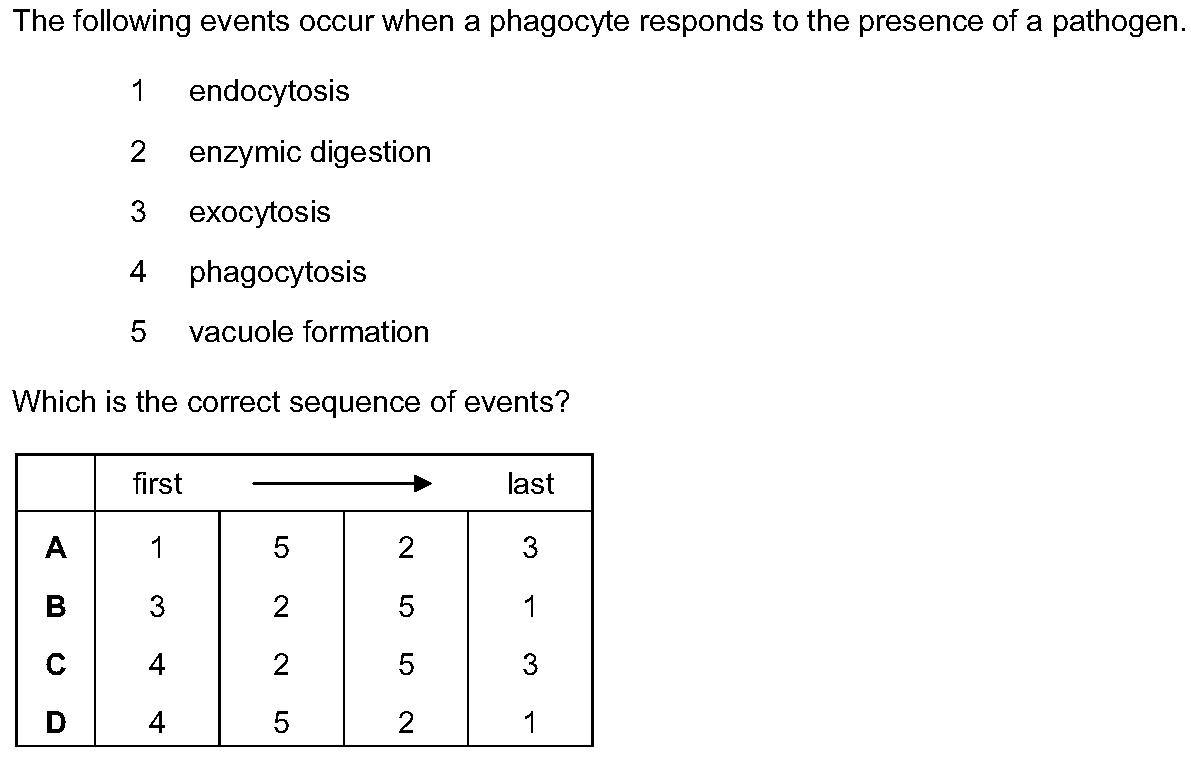 The following events occur when a phagocyte responds to the presence of a pathogen.
1 endocytosis
2 enzymic digestion
3 exocytosis
4 phagocytosis
5 vacuole formation
Which is the correct sequence of events?
first last
A 1 5 2 3
B 3 2 5 1
C 4 2 5 3
D 4 5 2 1